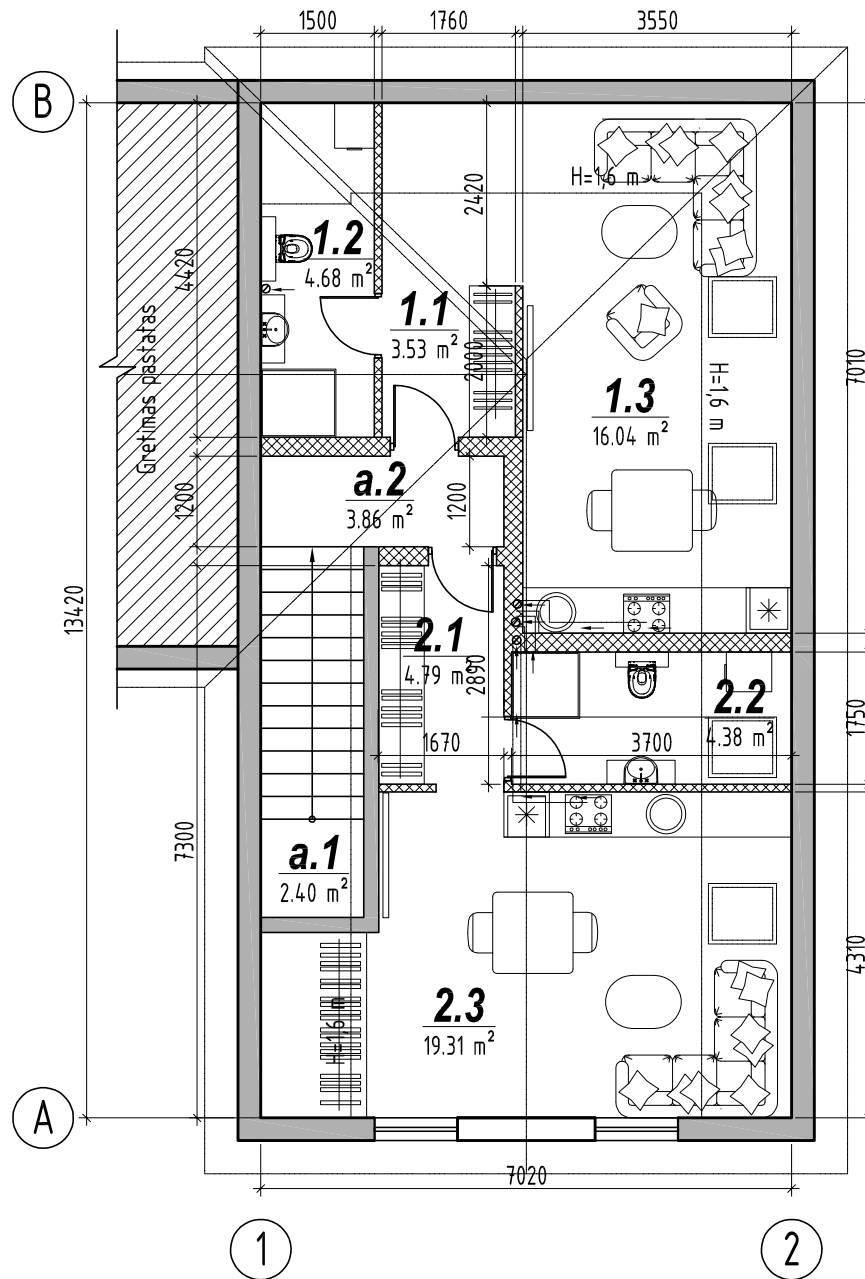 1500 1760 3550
B
2420
H=1,6 m
1.2
4.68 m²
4420
1.1
3.53 m²
2000
Gretimas pastatas
H=1,6 m
7010
1.3
16.04 m²
a.2
3.86 m²
1200
1200
13420
2.1
4.79 m²
2890
2.2
4.38 m²
1750
1670
3700
7300
a.1
2.40 m²
4310
2.3
19.31 m²
H=1,6 m
A
7020
1
2